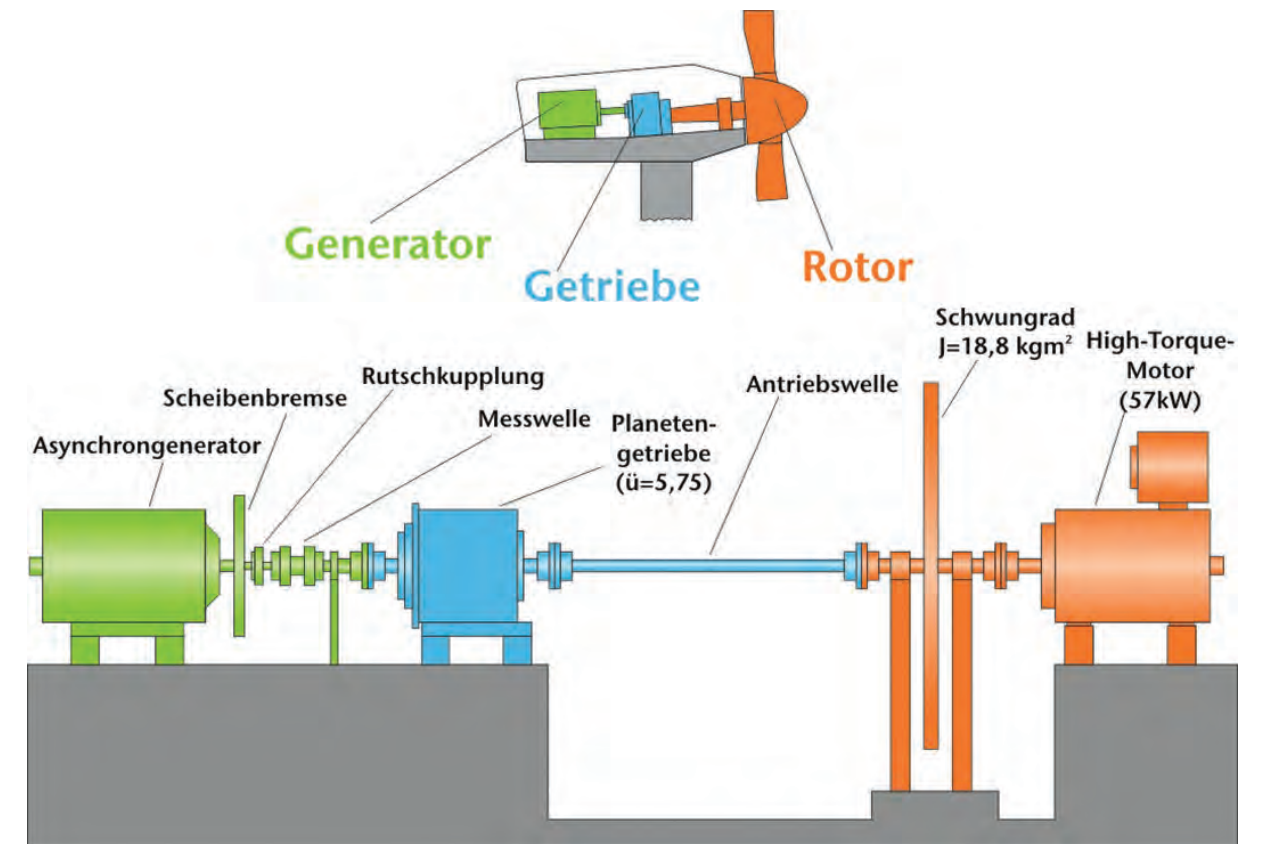 Generator
Getriebe
Rotor
Schwungrad
J=18,8 kgm²
High-Torque-
Motor
(57kW)
Rutschkupplung
Antriebswelle
Scheibenbremse
Messwelle
Planeten-
getriebe
(ü=5,75)
Asynchrongenerator